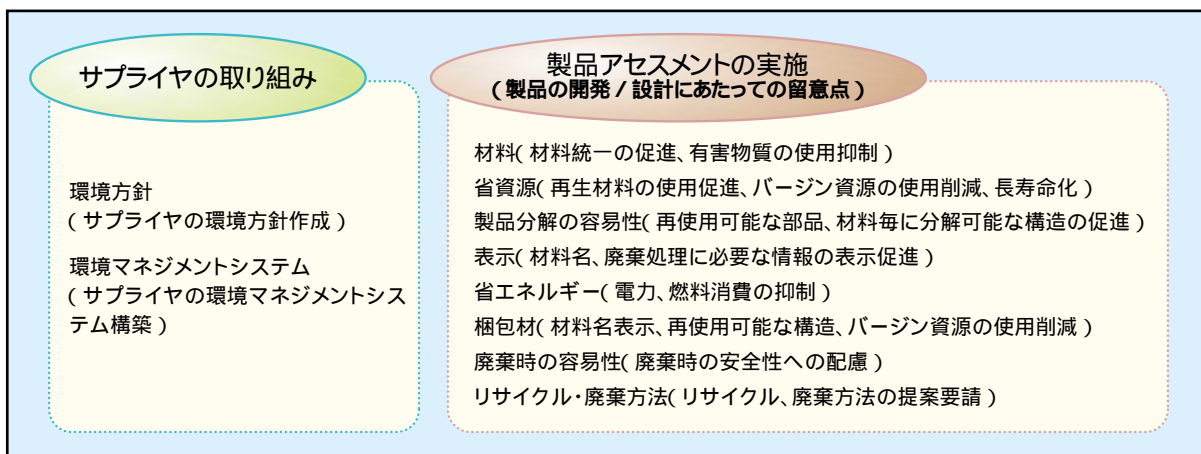 サプライヤの取り組み
環境方針
(サプライヤの環境方針作成)
環境マネジメントシステム
(サプライヤの環境マネジメントシス
テム構築)
製品アセスメントの実施
(製品の開発/設計にあたっての留意点)
材料(材料統一の促進、有害物質の使用抑制)
省資源(再生材料の使用促進、バージン資源の使用削減、長寿命化)
製品分解の容易性(再使用可能な部品、材料毎に分解可能な構造の促進)
表示(材料名、廃棄処理に必要な情報の表示促進)
省エネルギー(電力、燃料消費の抑制)
梱包材(材料名表示、再使用可能な構造、バージン資源の使用削減)
廃棄時の容易性(廃棄時の安全性への配慮)
リサイクル・廃棄方法(リサイクル、廃棄方法の提案要請)